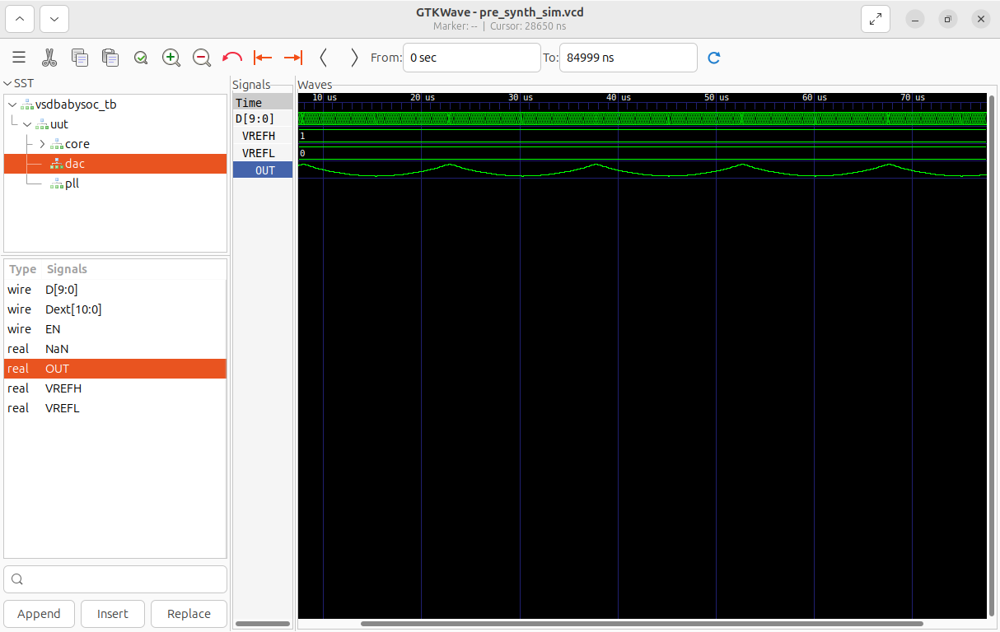 GTKWave - pre_synth_sim.vcd
Marker: -- | Cursor: 28650 ns
From: 0 sec To: 84999 ns
SST
vsdbabysoc_tb
uut
core
dac
pll
Type Signals
wire D[9:0]
wire Dext[10:0]
wire EN
real NaN
real OUT
real VREFH
real VREFL
Append Insert Replace
Signals
Time
D[9:0]
VREFH
VREFL
OUT
Waves
10 us 20 us 30 us 40 us 50 us 60 us 70 us
1
0